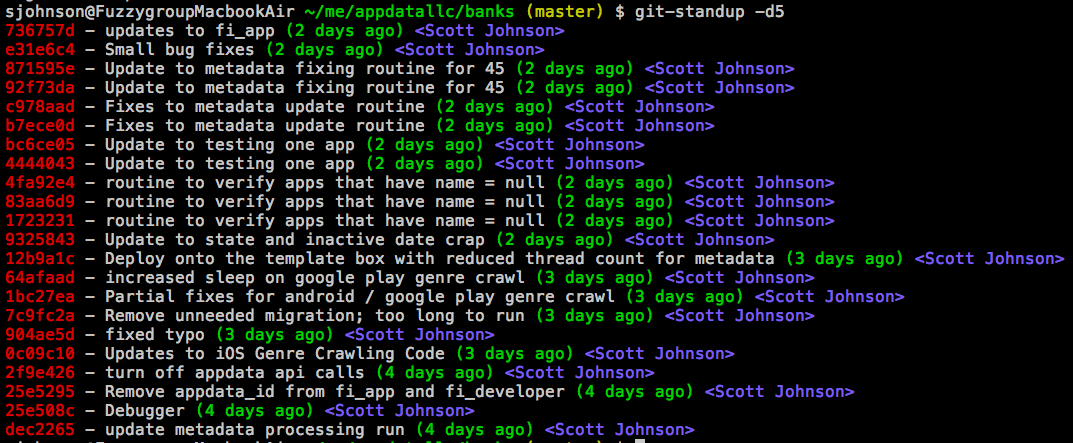 sjohnson@FuzzygroupMacbookAir ~/me/appdatallc/banks (master) $ git-standup -d5
736757d - updates to fi_app (2 days ago) <Scott Johnson>
e31e6c4 - Small bug fixes (2 days ago) <Scott Johnson>
871595e - Update to metadata fixing routine for 45 (2 days ago) <Scott Johnson>
92f73da - Update to metadata fixing routine for 45 (2 days ago) <Scott Johnson>
c978aad - Fixes to metadata update routine (2 days ago) <Scott Johnson>
b7ece0d - Fixes to metadata update routine (2 days ago) <Scott Johnson>
bc6ce05 - Update to testing one app (2 days ago) <Scott Johnson>
4444043 - Update to testing one app (2 days ago) <Scott Johnson>
4fa92e4 - routine to verify apps that have name = null (2 days ago) <Scott Johnson>
83aa6d9 - routine to verify apps that have name = null (2 days ago) <Scott Johnson>
1723231 - routine to verify apps that have name = null (2 days ago) <Scott Johnson>
9325843 - Update to state and inactive date crap (2 days ago) <Scott Johnson>
12b9a1c - Deploy onto the template box with reduced thread count for metadata (3 days ago) <Scott Johnson>
64afaad - increased sleep on google play genre crawl (3 days ago) <Scott Johnson>
1bc27ea - Partial fixes for android / google play genre crawl (3 days ago) <Scott Johnson>
7c9fc2a - Remove unneeded migration; too long to run (3 days ago) <Scott Johnson>
904ae5d - fixed typo (3 days ago) <Scott Johnson>
0c09c10 - Updates to iOS Genre Crawling Code (3 days ago) <Scott Johnson>
2f9e426 - turn off appdata api calls (4 days ago) <Scott Johnson>
25e5295 - Remove appdata_id from fi_app and fi_developer (4 days ago) <Scott Johnson>
25e508c - Debugger (4 days ago) <Scott Johnson>
dec2265 - update metadata processing run (4 days ago) <Scott Johnson>